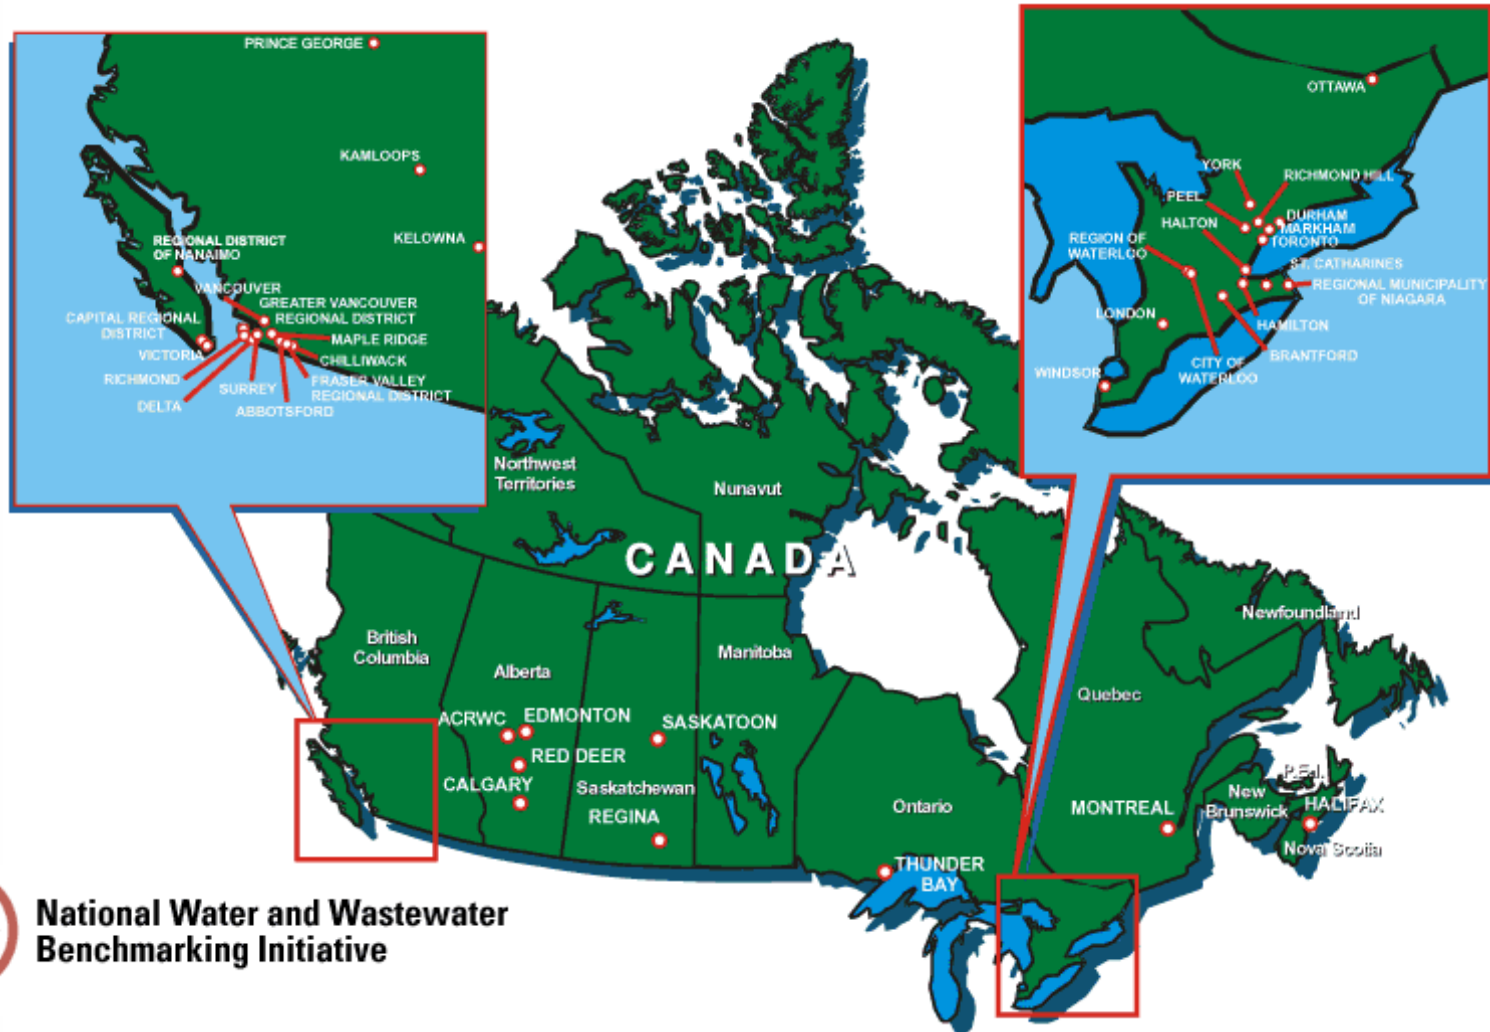 PRINCE GEORGE
KAMLOOPS
KELOWNA
REGIONAL DISTRICT
OF NANAIMO
VANCOUVER
GREATER VANCOUVER
REGIONAL DISTRICT
CAPITAL REGIONAL
DISTRICT
MAPLE RIDGE
VICTORIA
CHILLIWACK
RICHMOND
SURREY
FRASER VALLEY
REGIONAL DISTRICT
DELTA
ABBOTSFORD
OTTAWA
YORK
RICHMOND HILL
PEEL
HALTON
DURHAM
MARKHAM
TORONTO
REGION OF
WATERLOO
ST. CATHARINES
REGIONAL MUNICIPALITY
OF NIAGARA
LONDON
HAMILTON
BRANTFORD
CITY OF
WATERLOO
WINDSOR
Northwest
Territories
Nunavut
CANADA
British
Columbia
Alberta
Manitoba
Newfoundland
Quebec
ACRWC
EDMONTON
SASKATOON
RED DEER
CALGARY
Saskatchewan
REGINA
Ontario
MONTREAL
P.E.I.
New
Brunswick
HALIFAX
Nova Scotia
THUNDER
BAY
National Water and Wastewater
Benchmarking Initiative